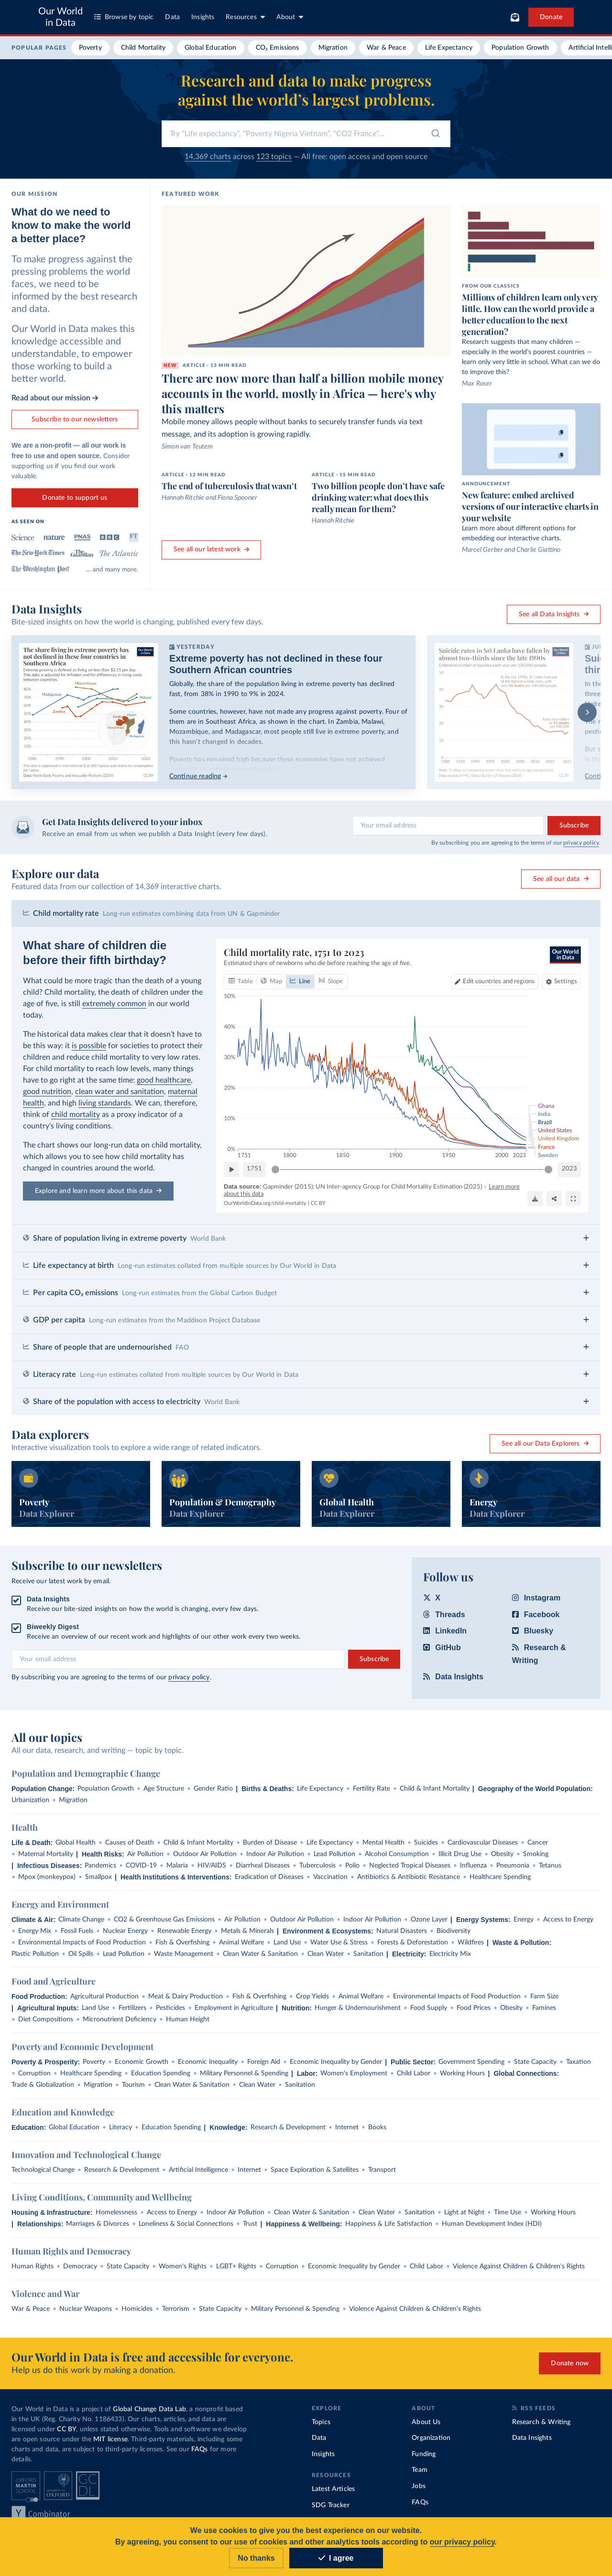 Our World
in Data
Browse by topic
Data
Insights
Resources
About
Donate
POPULAR PAGES
Poverty
Child Mortality
Global Education
CO₂ Emissions
Migration
War & Peace
Life Expectancy
Population Growth
Artificial Intelli
Research and data to make progress
against the world's largest problems.
Try "Life expectancy", "Poverty Nigeria Vietnam", "CO2 France"...
14,369 charts across 123 topics — All free: open access and open source
OUR MISSION
What do we need to
know to make the world
a better place?
To make progress against the
pressing problems the world
faces, we need to be
informed by the best research
and data.
Our World in Data makes this
knowledge accessible and
understandable, to empower
those working to build a
better world.
Read about our mission →
Subscribe to our newsletters
We are a non-profit — all our work is
free to use and open source. Consider
supporting us if you find our work
valuable.
Donate to support us
AS SEEN ON
Science
nature
PNAS
BBC
FT
The New York Times
The Guardian
The Atlantic
The Washington Post
... and many more.
FEATURED WORK
NEW ARTICLE · 13 MIN READ
There are now more than half a billion mobile money
accounts in the world, mostly in Africa — here's why
this matters
Mobile money allows people without banks to securely transfer funds via text
message, and its adoption is growing rapidly.
Simon van Teutem
ARTICLE · 12 MIN READ
The end of tuberculosis that wasn't
Hannah Ritchie and Fiona Spooner
ARTICLE · 15 MIN READ
Two billion people don't have safe
drinking water: what does this
really mean for them?
Hannah Ritchie
See all our latest work →
FROM OUR CLASSICS
Millions of children learn only very
little. How can the world provide a
better education to the next
generation?
Research suggests that many children —
especially in the world's poorest countries —
learn only very little in school. What can we do
to improve this?
Max Roser
ANNOUNCEMENT
New feature: embed archived
versions of our interactive charts in
your website
Learn more about different options for
embedding our interactive charts.
Marcel Gerber and Charlie Giattino
Data Insights
Bite-sized insights on how the world is changing, published every few days.
See all Data Insights →
The share living in extreme poverty has
not declined in these four countries in
Southern Africa
YESTERDAY
Extreme poverty has not declined in these four
Southern African countries
Globally, the share of the population living in extreme poverty has declined
fast, from 38% in 1990 to 9% in 2024.
Some countries, however, have not made any progress against poverty. Four of
them are in Southeast Africa, as shown in the chart. In Zambia, Malawi,
Mozambique, and Madagascar, most people still live in extreme poverty, and
this hasn't changed in decades.
Poverty has remained high because these economies have not achieved
Continue reading →
Suicide rates in Sri Lanka have fallen by
almost two-thirds since the late 1990s
Get Data Insights delivered to your inbox
Receive an email from us when we publish a Data Insight (every few days).
Your email address
Subscribe
By subscribing you are agreeing to the terms of our privacy policy.
Explore our data
Featured data from our collection of 14,369 interactive charts.
See all our data →
Child mortality rate Long-run estimates combining data from UN & Gapminder
What share of children die
before their fifth birthday?
What could be more tragic than the death of a young
child? Child mortality, the death of children under the
age of five, is still extremely common in our world
today.
The historical data makes clear that it doesn't have to
be this way: it is possible for societies to protect their
children and reduce child mortality to very low rates.
For child mortality to reach low levels, many things
have to go right at the same time: good healthcare,
good nutrition, clean water and sanitation, maternal
health, and high living standards. We can, therefore,
think of child mortality as a proxy indicator of a
country's living conditions.
The chart shows our long-run data on child mortality,
which allows you to see how child mortality has
changed in countries around the world.
Explore and learn more about this data →
Child mortality rate, 1751 to 2023
Estimated share of newborns who die before reaching the age of five.
Our World
in Data
Table
Map
Line
Slope
Edit countries and regions
Settings
50%
40%
30%
20%
10%
0%
1751
1800
1850
1900
1950
2000
2023
Ghana
India
Brazil
United States
United Kingdom
France
Sweden
1751
2023
Data source: Gapminder (2015); UN Inter-agency Group for Child Mortality Estimation (2025) – Learn more
about this data
OurWorldinData.org/child-mortality | CC BY
Share of population living in extreme poverty World Bank
Life expectancy at birth Long-run estimates collated from multiple sources by Our World in Data
Per capita CO₂ emissions Long-run estimates from the Global Carbon Budget
GDP per capita Long-run estimates from the Maddison Project Database
Share of people that are undernourished FAO
Literacy rate Long-run estimates collated from multiple sources by Our World in Data
Share of the population with access to electricity World Bank
Data explorers
Interactive visualization tools to explore a wide range of related indicators.
See all our Data Explorers →
Poverty
Data Explorer
Population & Demography
Data Explorer
Global Health
Data Explorer
Energy
Data Explorer
Subscribe to our newsletters
Receive our latest work by email.
Data Insights
Receive our bite-sized insights on how the world is changing, every few days.
Biweekly Digest
Receive an overview of our recent work and highlights of our other work every two weeks.
Your email address
Subscribe
By subscribing you are agreeing to the terms of our privacy policy.
Follow us
X
Instagram
Threads
Facebook
LinkedIn
Bluesky
GitHub
Research &
Writing
Data Insights
All our topics
All our data, research, and writing — topic by topic.
Population and Demographic Change
Population Change: Population Growth • Age Structure • Gender Ratio | Births & Deaths: Life Expectancy • Fertility Rate • Child & Infant Mortality | Geography of the World Population:
Urbanization • Migration
Health
Life & Death: Global Health • Causes of Death • Child & Infant Mortality • Burden of Disease • Life Expectancy • Mental Health • Suicides • Cardiovascular Diseases • Cancer
• Maternal Mortality | Health Risks: Air Pollution • Outdoor Air Pollution • Indoor Air Pollution • Lead Pollution • Alcohol Consumption • Illicit Drug Use • Obesity • Smoking
| Infectious Diseases: Pandemics • COVID-19 • Malaria • HIV/AIDS • Diarrheal Diseases • Tuberculosis • Polio • Neglected Tropical Diseases • Influenza • Pneumonia • Tetanus
• Mpox (monkeypox) • Smallpox | Health Institutions & Interventions: Eradication of Diseases • Vaccination • Antibiotics & Antibiotic Resistance • Healthcare Spending
Energy and Environment
Climate & Air: Climate Change • CO2 & Greenhouse Gas Emissions • Air Pollution • Outdoor Air Pollution • Indoor Air Pollution • Ozone Layer | Energy Systems: Energy • Access to Energy
• Energy Mix • Fossil Fuels • Nuclear Energy • Renewable Energy • Metals & Minerals | Environment & Ecosystems: Natural Disasters • Biodiversity
• Environmental Impacts of Food Production • Fish & Overfishing • Animal Welfare • Land Use • Water Use & Stress • Forests & Deforestation • Wildfires | Waste & Pollution:
Plastic Pollution • Oil Spills • Lead Pollution • Waste Management • Clean Water & Sanitation • Clean Water • Sanitation | Electricity: Electricity Mix
Food and Agriculture
Food Production: Agricultural Production • Meat & Dairy Production • Fish & Overfishing • Crop Yields • Animal Welfare • Environmental Impacts of Food Production • Farm Size
| Agricultural Inputs: Land Use • Fertilizers • Pesticides • Employment in Agriculture | Nutrition: Hunger & Undernourishment • Food Supply • Food Prices • Obesity • Famines
• Diet Compositions • Micronutrient Deficiency • Human Height
Poverty and Economic Development
Poverty & Prosperity: Poverty • Economic Growth • Economic Inequality • Foreign Aid • Economic Inequality by Gender | Public Sector: Government Spending • State Capacity • Taxation
• Corruption • Healthcare Spending • Education Spending • Military Personnel & Spending | Labor: Women's Employment • Child Labor • Working Hours | Global Connections:
Trade & Globalization • Migration • Tourism • Clean Water & Sanitation • Clean Water • Sanitation
Education and Knowledge
Education: Global Education • Literacy • Education Spending | Knowledge: Research & Development • Internet • Books
Innovation and Technological Change
Technological Change • Research & Development • Artificial Intelligence • Internet • Space Exploration & Satellites • Transport
Living Conditions, Community and Wellbeing
Housing & Infrastructure: Homelessness • Access to Energy • Indoor Air Pollution • Clean Water & Sanitation • Clean Water • Sanitation • Light at Night • Time Use • Working Hours
| Relationships: Marriages & Divorces • Loneliness & Social Connections • Trust | Happiness & Wellbeing: Happiness & Life Satisfaction • Human Development Index (HDI)
Human Rights and Democracy
Human Rights • Democracy • State Capacity • Women's Rights • LGBT+ Rights • Corruption • Economic Inequality by Gender • Child Labor • Violence Against Children & Children's Rights
Violence and War
War & Peace • Nuclear Weapons • Homicides • Terrorism • State Capacity • Military Personnel & Spending • Violence Against Children & Children's Rights
Our World in Data is free and accessible for everyone.
Help us do this work by making a donation.
Donate now
Our World in Data is a project of Global Change Data Lab, a nonprofit based
in the UK (Reg. Charity No. 1186433). Our charts, articles, and data are
licensed under CC BY, unless stated otherwise. Tools and software we develop
are open source under the MIT license. Third-party materials, including some
charts and data, are subject to third-party licenses. See our FAQs for more
details.
OXFORD
MARTIN
SCHOOL
UNIVERSITY OF
OXFORD
GC
DL
Y Combinator
EXPLORE
Topics
Data
Insights
RESOURCES
Latest Articles
SDG Tracker
ABOUT
About Us
Organization
Funding
Team
Jobs
FAQs
RSS FEEDS
Research & Writing
Data Insights
We use cookies to give you the best experience on our website.
By agreeing, you consent to our use of cookies and other analytics tools according to our privacy policy.
No thanks
I agree